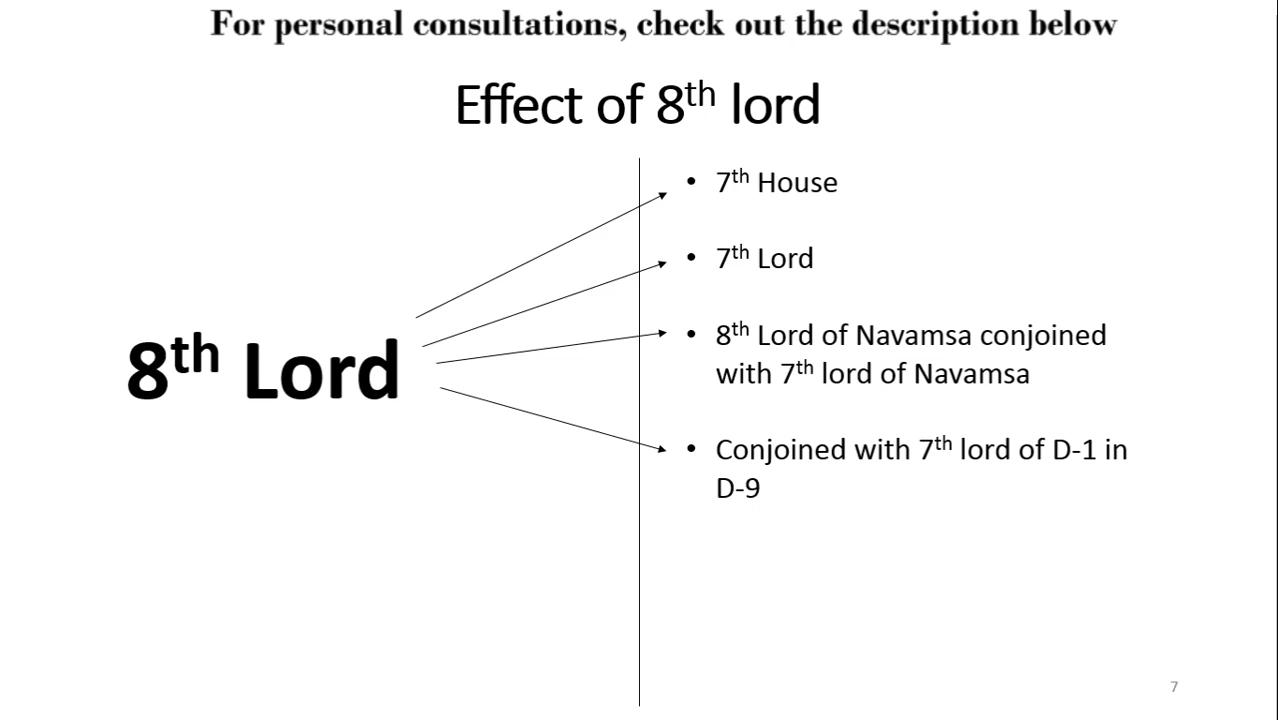 For personal consultations, check out the description below
Effect of 8th lord
8th Lord
• 7th House
• 7th Lord
• 8th Lord of Navamsa conjoined
with 7th lord of Navamsa
• Conjoined with 7th lord of D-1 in
D-9
7